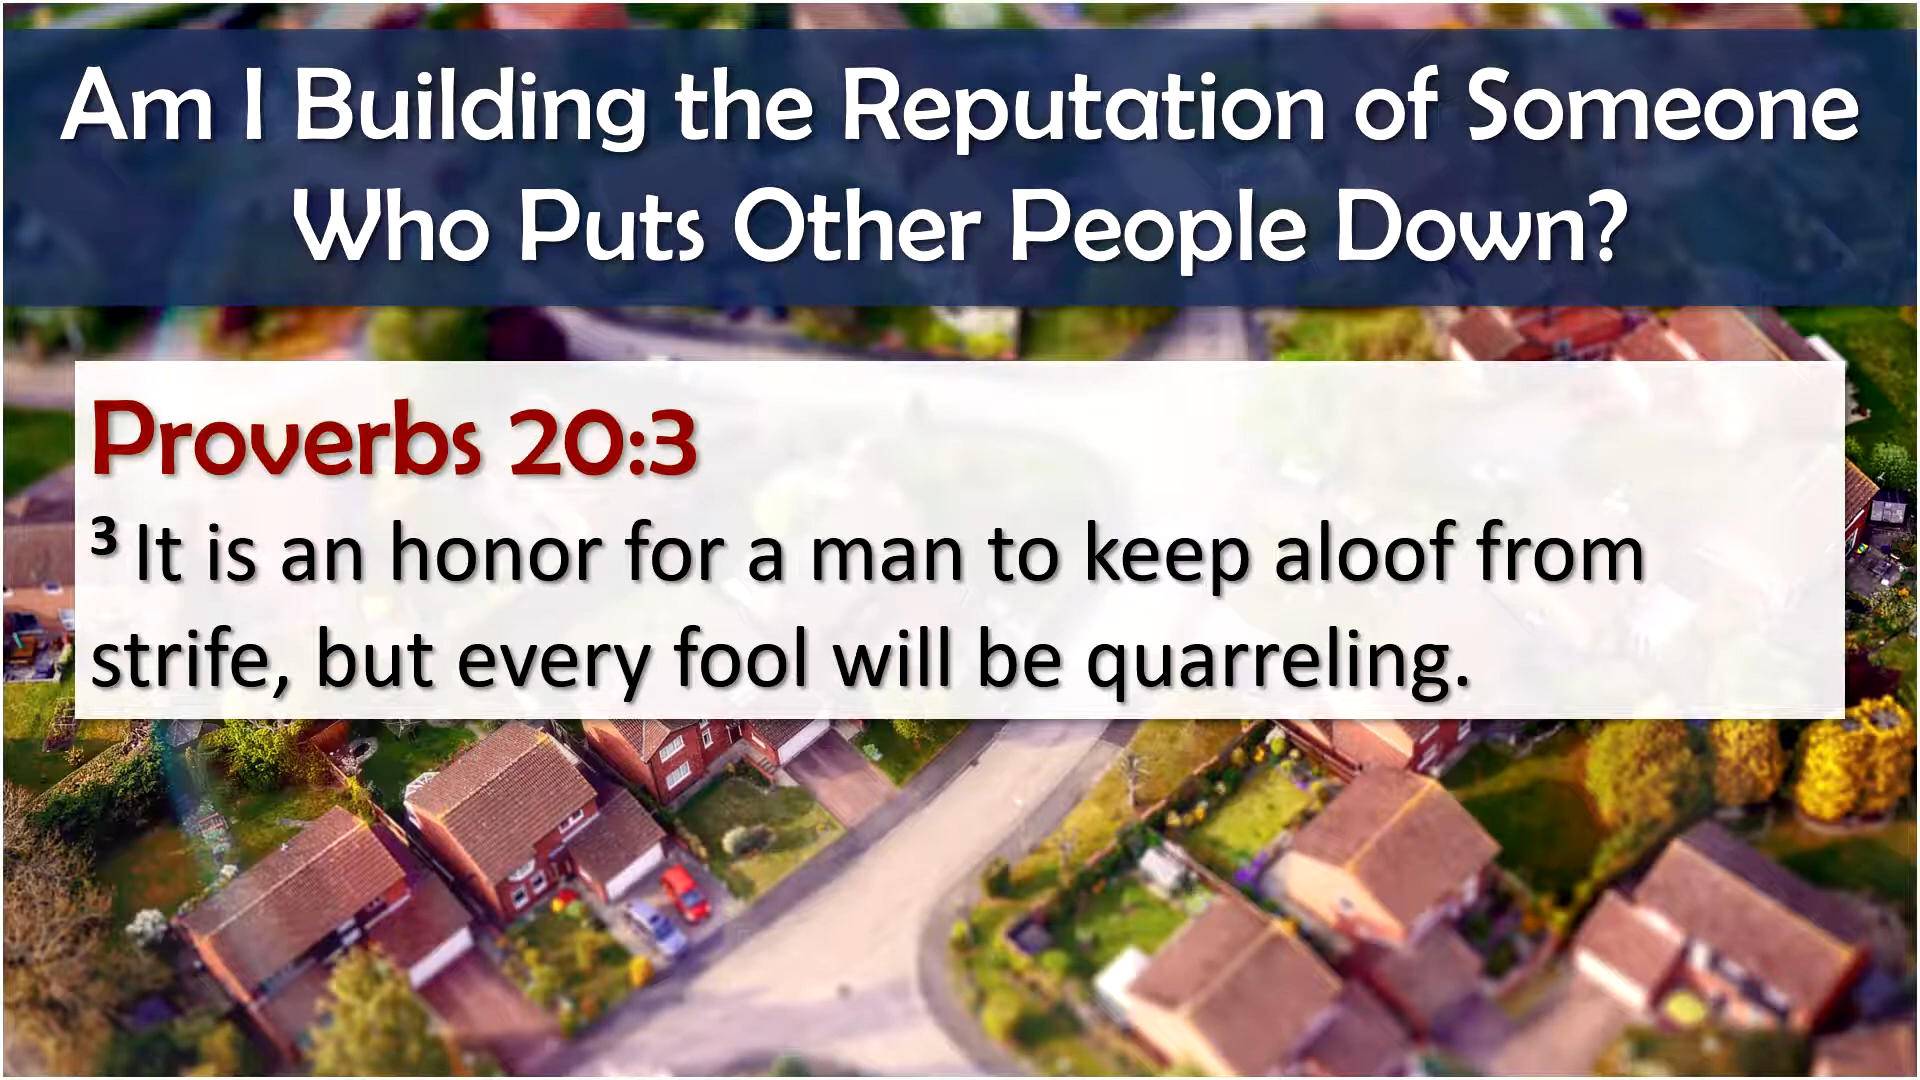 Am I Building the Reputation of Someone
Who Puts Other People Down?
Proverbs 20:3
3 It is an honor for a man to keep aloof from
strife, but every fool will be quarreling.